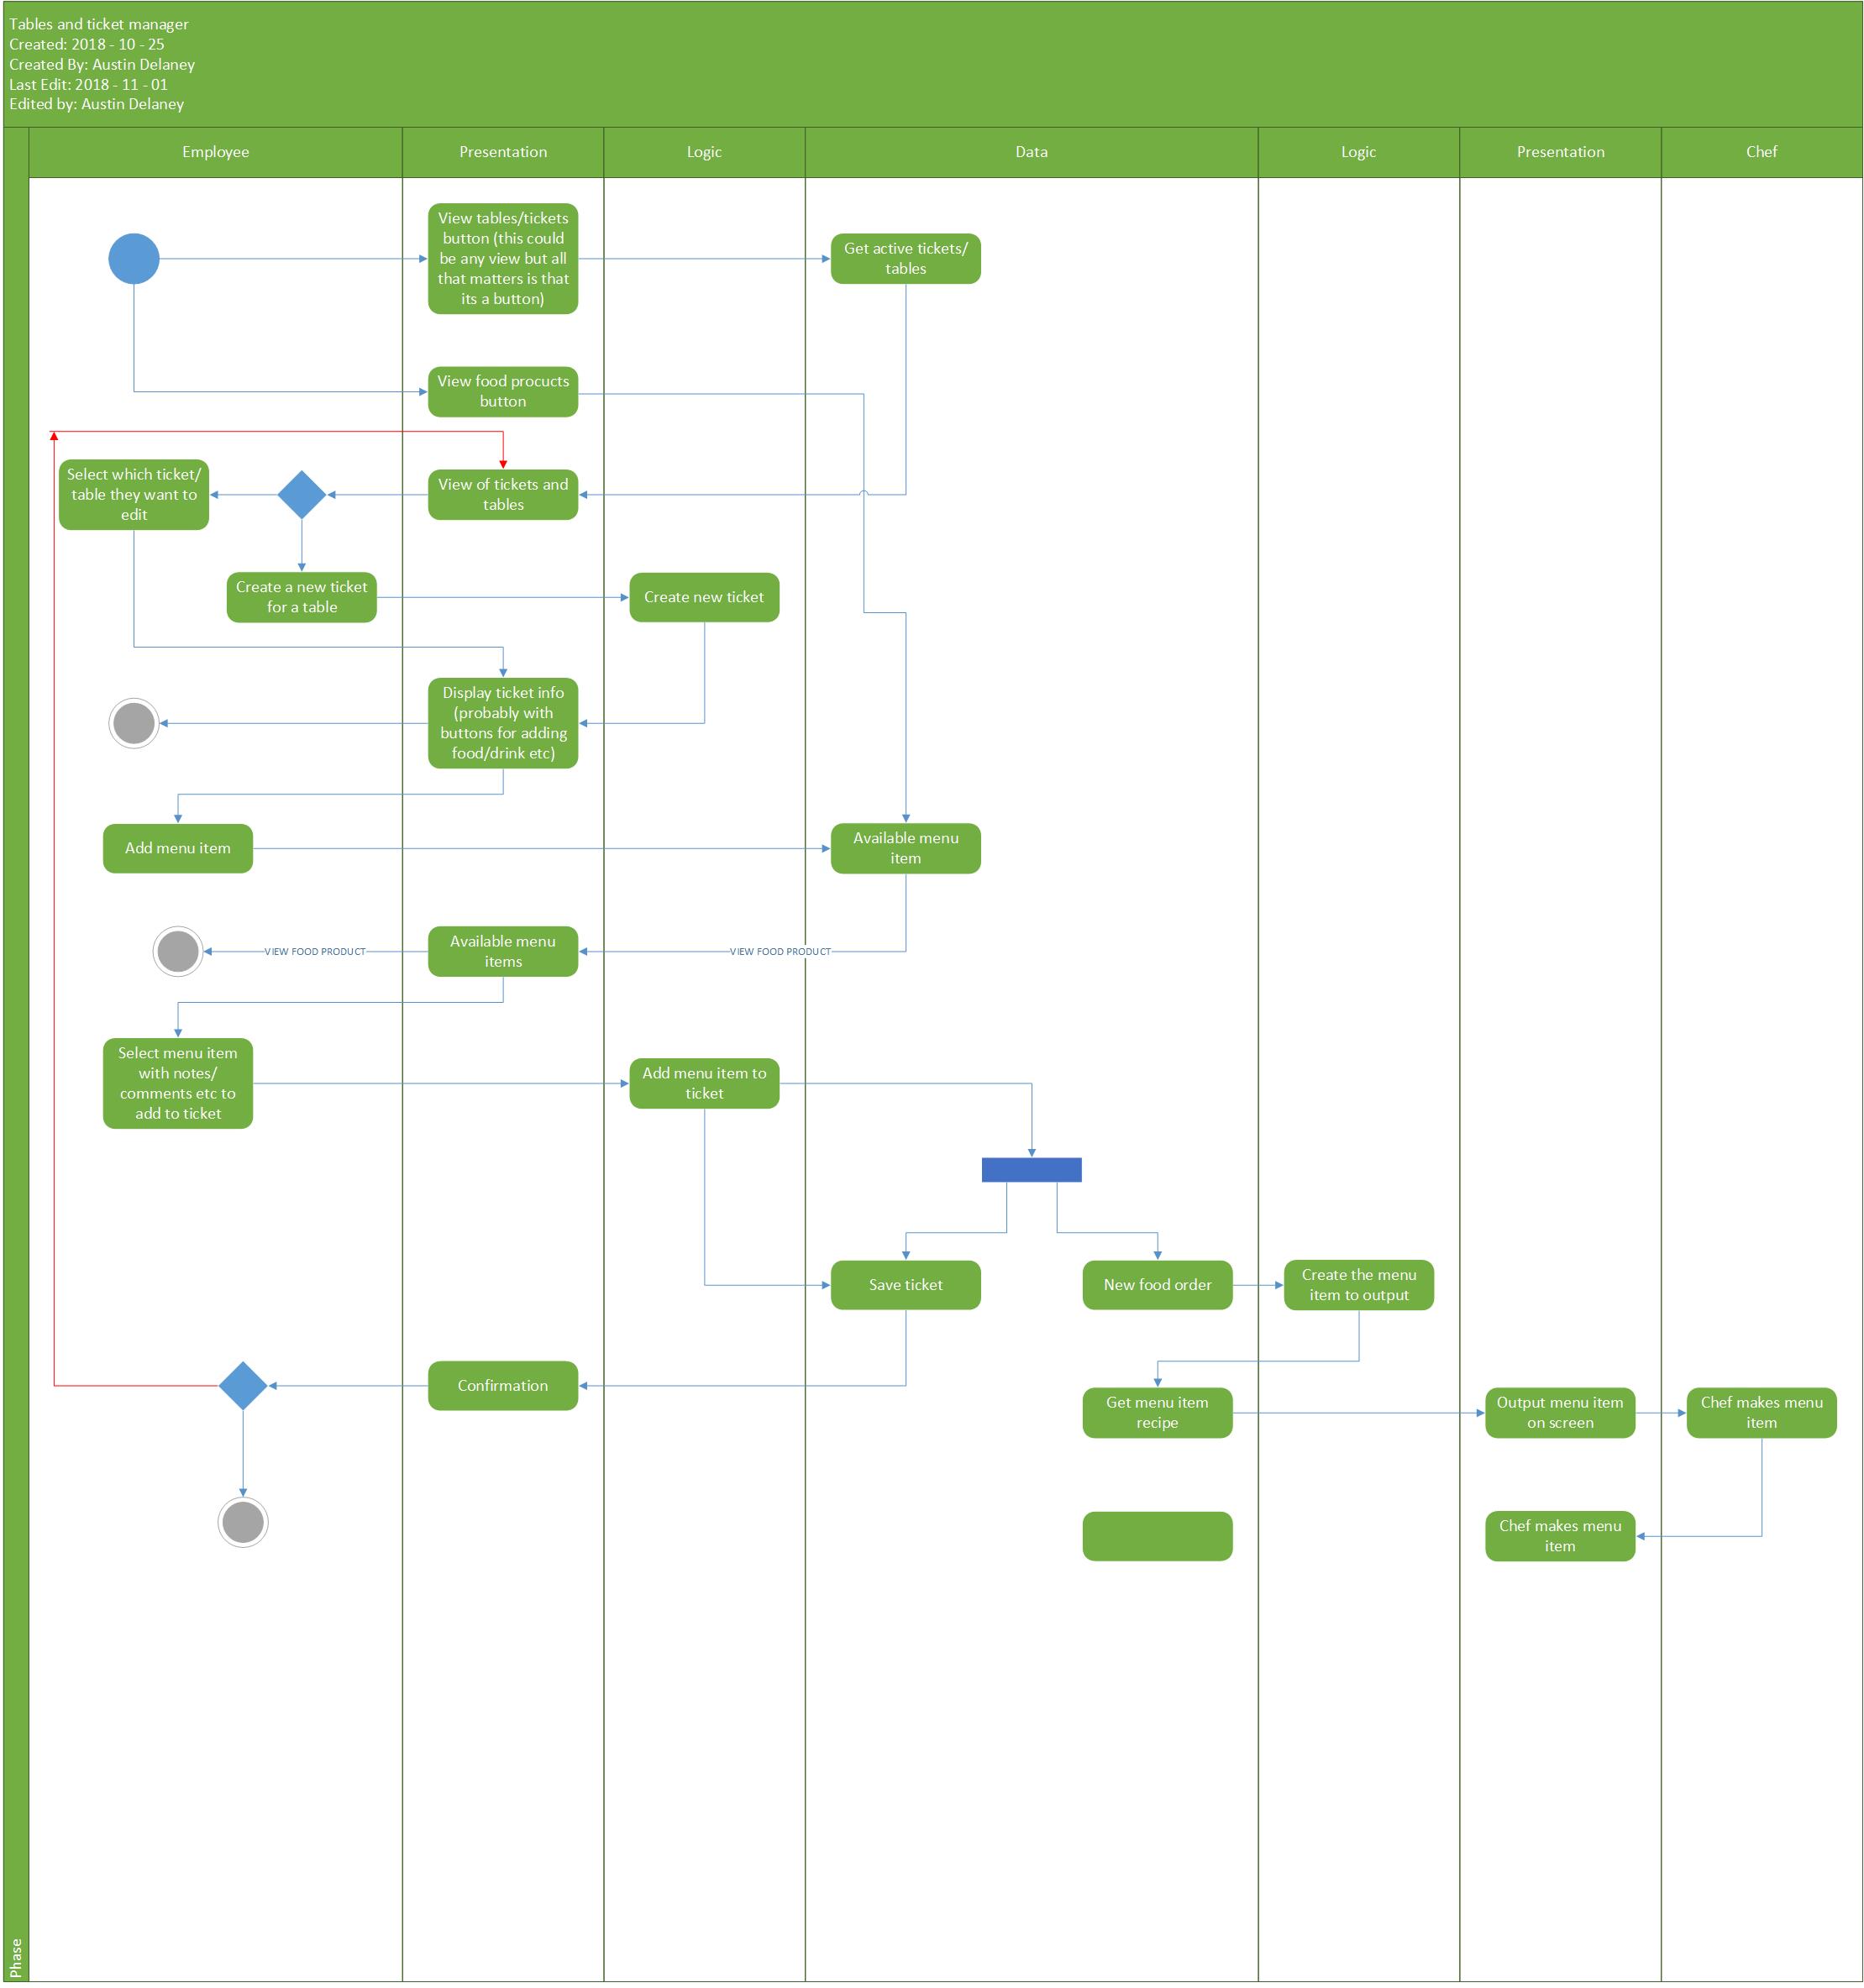 Tables and ticket manager
Created: 2018 - 10 - 25
Created By: Austin Delaney
Last Edit: 2018 - 11 - 01
Edited by: Austin Delaney
Employee
Presentation
Logic
Data
Logic
Presentation
Chef
View tables/tickets
button (this could
be any view but all
that matters is that
its a button)
Get active tickets/
tables
View food procucts
button
Select which ticket/
table they want to
edit
View of tickets and
tables
Create a new ticket
for a table
Create new ticket
Display ticket info
(probably with
buttons for adding
food/drink etc)
Add menu item
Available menu
item
VIEW FOOD PRODUCT
Available menu
items
VIEW FOOD PRODUCT
Select menu item
with notes/
comments etc to
add to ticket
Add menu item to
ticket
Save ticket
New food order
Create the menu
item to output
Confirmation
Get menu item
recipe
Output menu item
on screen
Chef makes menu
item
Chef makes menu
item
Phase